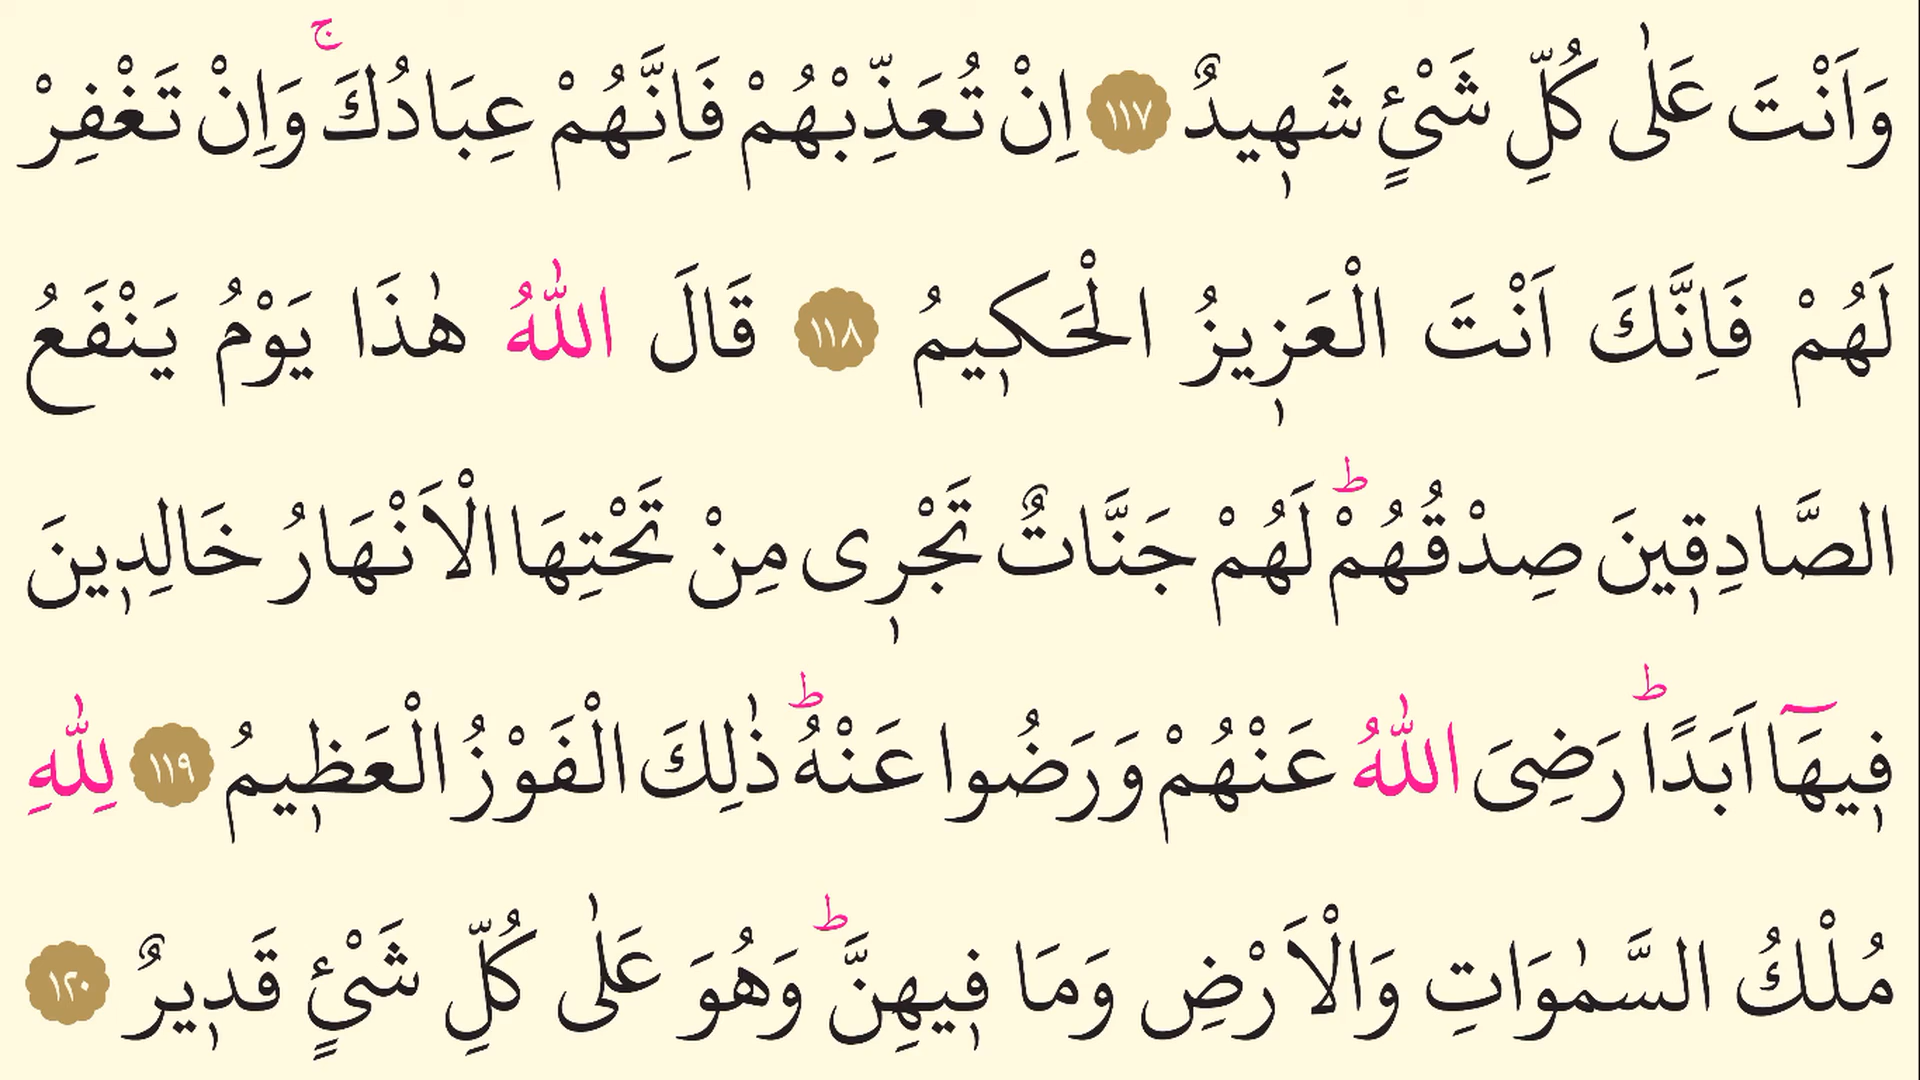 وَاَنْتَ عَلٰى كُلِّ شَیْءٍ شَه۪يدٌ ١١٧ اِنْ تُعَذِّبْهُمْ فَاِنَّهُمْ عِبَادُكَۚ وَاِنْ تَغْفِرْ
لَهُمْ فَاِنَّكَ اَنْتَ الْعَز۪يزُ الْحَك۪يمُ ١١٨ قَالَ اللّٰهُ هٰذَا يَوْمُ يَنْفَعُ
الصَّادِق۪ينَ صِدْقُهُمْؕ لَهُمْ جَنَّاتٌ تَجْر۪ى مِنْ تَحْتِهَا الْاَنْهَارُ خَالِد۪ينَ
ف۪يهَٓا اَبَدًاؕ رَضِىَ اللّٰهُ عَنْهُمْ وَرَضُوا عَنْهُؕ ذٰلِكَ الْفَوْزُ الْعَظ۪يمُ ١١٩ لِلّٰهِ
مُلْكُ السَّمٰوَاتِ وَالْاَرْضِ وَمَا ف۪يهِنَّؕ وَهُوَ عَلٰى كُلِّ شَیْءٍ قَد۪يرٌ ١٢٠